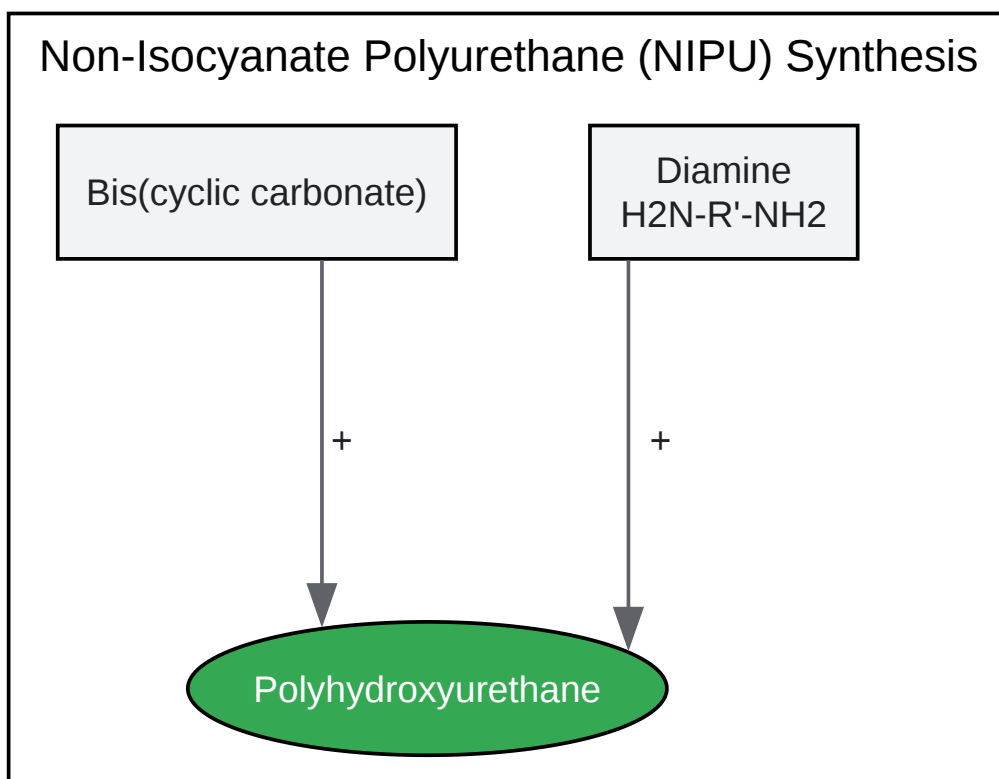 Non-Isocyanate Polyurethane (NIPU) Synthesis
Bis(cyclic carbonate)
Diamine
H2N-R'-NH2
+
+
Polyhydroxyurethane